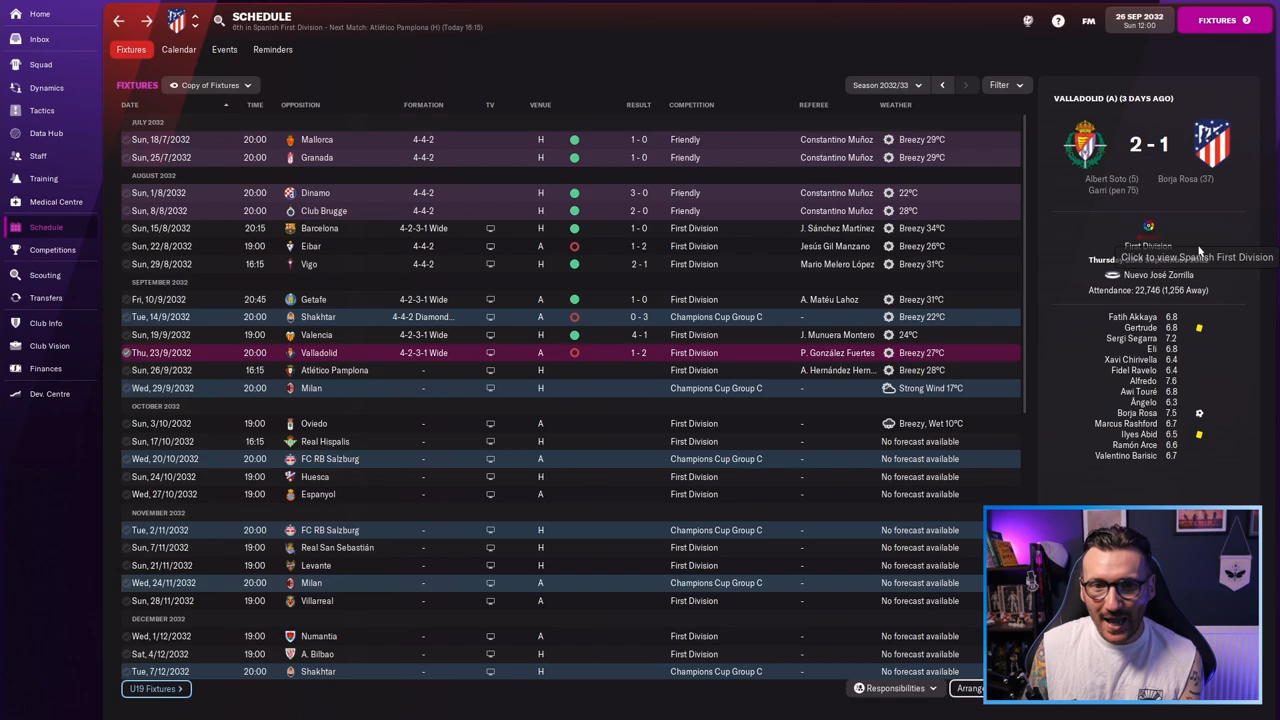 Home
Inbox
Squad
Dynamics
Tactics
Data Hub
Staff
Training
Medical Centre
Schedule
Competitions
Scouting
Transfers
Club Info
Club Vision
Finances
Dev. Centre
SCHEDULE
6th in Spanish First Division - Next Match: Atlético Pamplona (H) (Today 16:15)
FM
26 SEP 2032
Sun 12:00
FIXTURES
Fixtures Calendar Events Reminders
FIXTURES Copy of Fixtures Season 2032/33 Filter
DATE TIME OPPOSITION FORMATION TV VENUE RESULT COMPETITION REFEREE WEATHER
JULY 2032
Sun, 18/7/2032 20:00 Mallorca 4-4-2 H 1 - 0 Friendly Constantino Muñoz Breezy 29°C
Sun, 25/7/2032 20:00 Granada 4-4-2 H 1 - 0 Friendly Constantino Muñoz Breezy 29°C
AUGUST 2032
Sun, 1/8/2032 20:00 Dinamo 4-4-2 H 3 - 0 Friendly Constantino Muñoz 22°C
Sun, 8/8/2032 20:00 Club Brugge 4-4-2 H 2 - 0 Friendly Constantino Muñoz 28°C
Sun, 15/8/2032 20:15 Barcelona 4-2-3-1 Wide H 1 - 0 First Division J. Sánchez Martínez Breezy 34°C
Sun, 22/8/2032 19:00 Eibar 4-4-2 A 1 - 2 First Division Jesús Gil Manzano Breezy 26°C
Sun, 29/8/2032 16:15 Vigo 4-4-2 H 2 - 1 First Division Mario Melero López Breezy 31°C
SEPTEMBER 2032
Fri, 10/9/2032 20:45 Getafe 4-2-3-1 Wide A 1 - 0 First Division A. Matéu Lahoz Breezy 31°C
Tue, 14/9/2032 20:00 Shakhtar 4-4-2 Diamond... A 0 - 3 Champions Cup Group C - Breezy 22°C
Sun, 19/9/2032 19:00 Valencia 4-2-3-1 Wide H 4 - 1 First Division J. Munuera Montero 24°C
Thu, 23/9/2032 20:00 Valladolid 4-2-3-1 Wide A 1 - 2 First Division P. González Fuertes Breezy 27°C
Sun, 26/9/2032 16:15 Atlético Pamplona - H First Division A. Hernández Hern... Breezy 28°C
Wed, 29/9/2032 20:00 Milan - H Champions Cup Group C - Strong Wind 17°C
OCTOBER 2032
Sun, 3/10/2032 19:00 Oviedo - A First Division - Breezy, Wet 10°C
Sun, 17/10/2032 16:15 Real Hispalis - H First Division - No forecast available
Wed, 20/10/2032 20:00 FC RB Salzburg - A Champions Cup Group C - No forecast available
Sun, 24/10/2032 19:00 Huesca - H First Division - No forecast available
Wed, 27/10/2032 19:00 Espanyol - A First Division - No forecast available
NOVEMBER 2032
Tue, 2/11/2032 20:00 FC RB Salzburg - H Champions Cup Group C - No forecast available
Sun, 7/11/2032 19:00 Real San Sebastián - H First Division - No forecast available
Sun, 21/11/2032 19:00 Levante - H First Division - No forecast available
Wed, 24/11/2032 20:00 Milan - A Champions Cup Group C - No forecast available
Sun, 28/11/2032 19:00 Villarreal - A First Division - No forecast available
DECEMBER 2032
Wed, 1/12/2032 19:00 Numantia - A First Division - No forecast available
Sat, 4/12/2032 19:00 A. Bilbao - H First Division - No forecast available
Tue, 7/12/2032 20:00 Shakhtar - H Champions Cup Group C - No forecast available
U19 Fixtures Responsibilities Arrange
VALLADOLID (A) (3 DAYS AGO)
2 - 1
Albert Soto (5) Borja Rosa (37)
Garri (pen 75)
First Division
Click to view Spanish First Division
Nuevo José Zorrilla
Attendance: 22,746 (1,256 Away)
Fatih Akkaya 6.8
Gertrude 6.8
Sergi Segarra 7.2
Eli 6.8
Xavi Chirivella 6.4
Fidel Ravelo 6.4
Alfredo 7.6
Awi Touré 6.8
Ângelo 6.3
Borja Rosa 7.5
Marcus Rashford 6.7
Ilyes Abid 6.5
Ramón Arce 6.6
Valentino Barisic 6.7